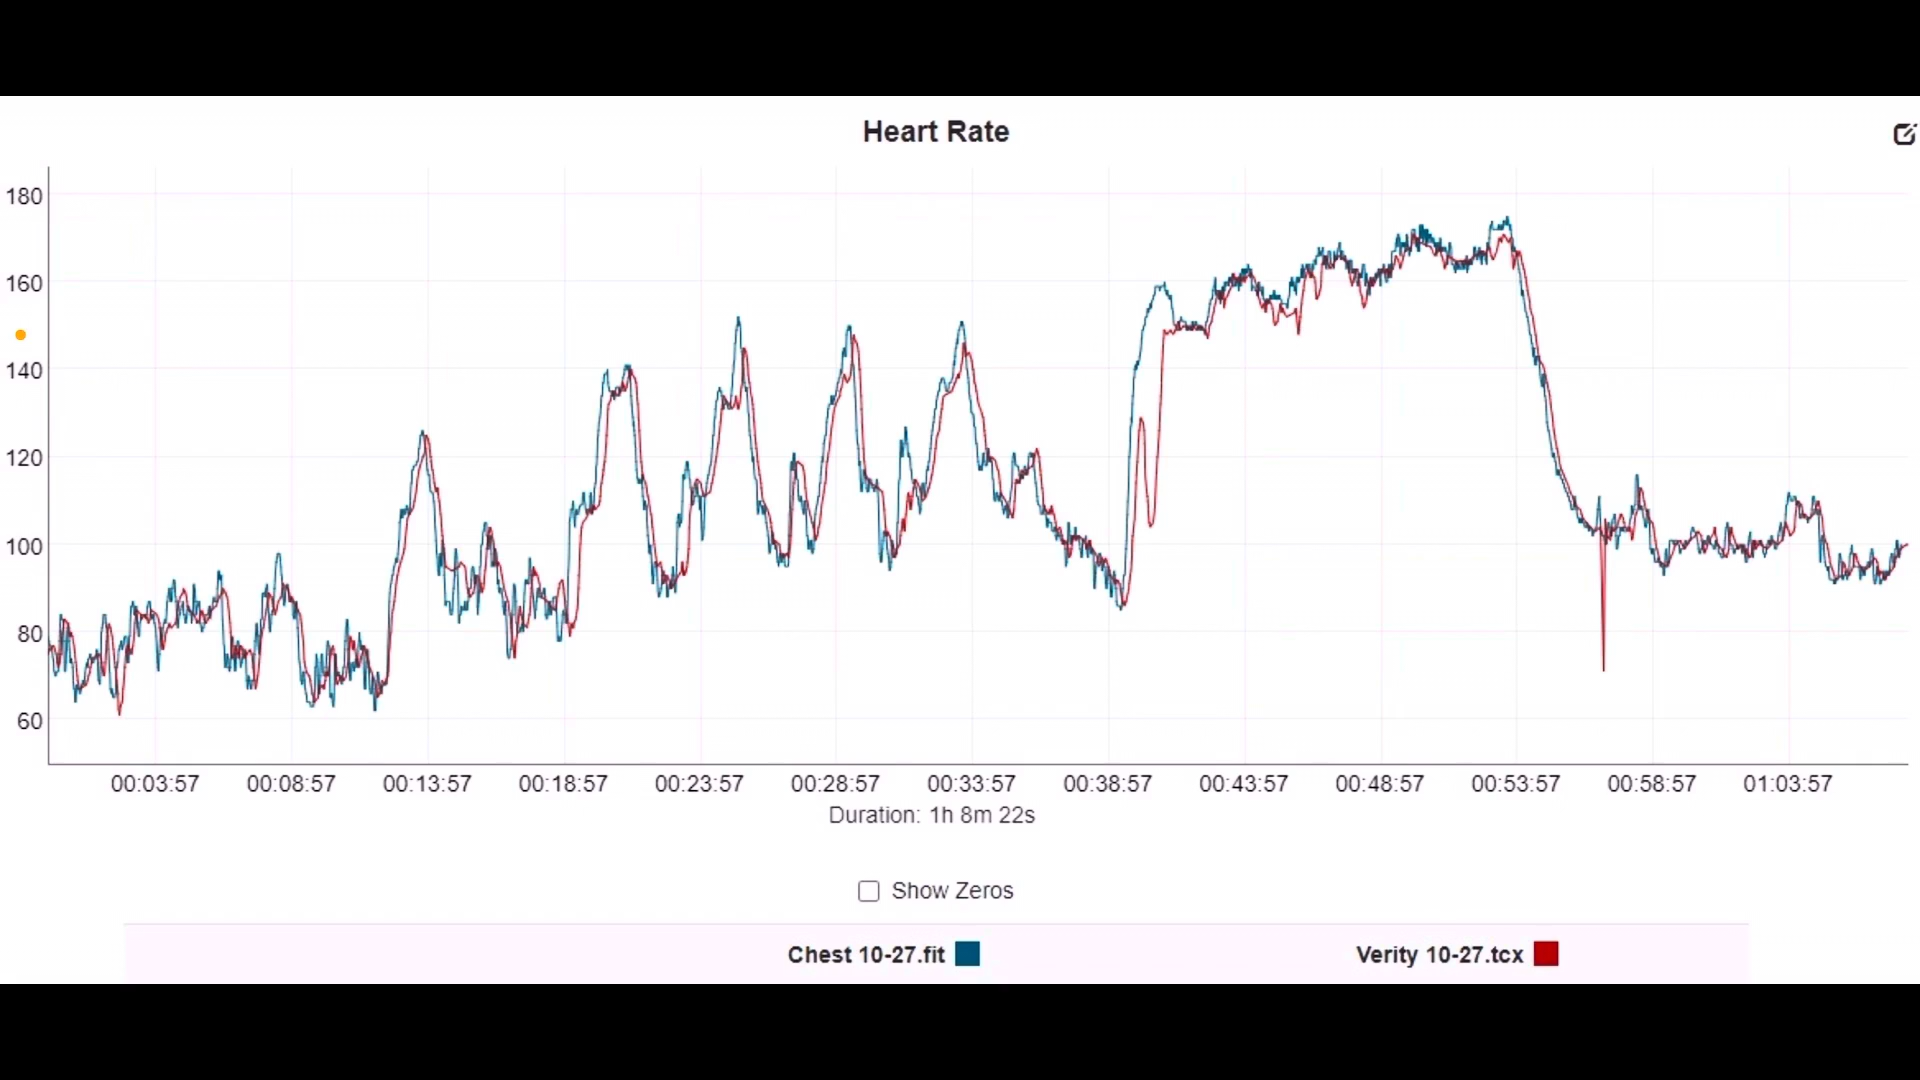 Heart Rate
180
160
140
120
100
80
60
00:03:57 00:08:57 00:13:57 00:18:57 00:23:57 00:28:57 00:33:57 00:38:57 00:43:57 00:48:57 00:53:57 00:58:57 01:03:57
Duration: 1h 8m 22s
Show Zeros
Chest 10-27.fit Verity 10-27.tcx